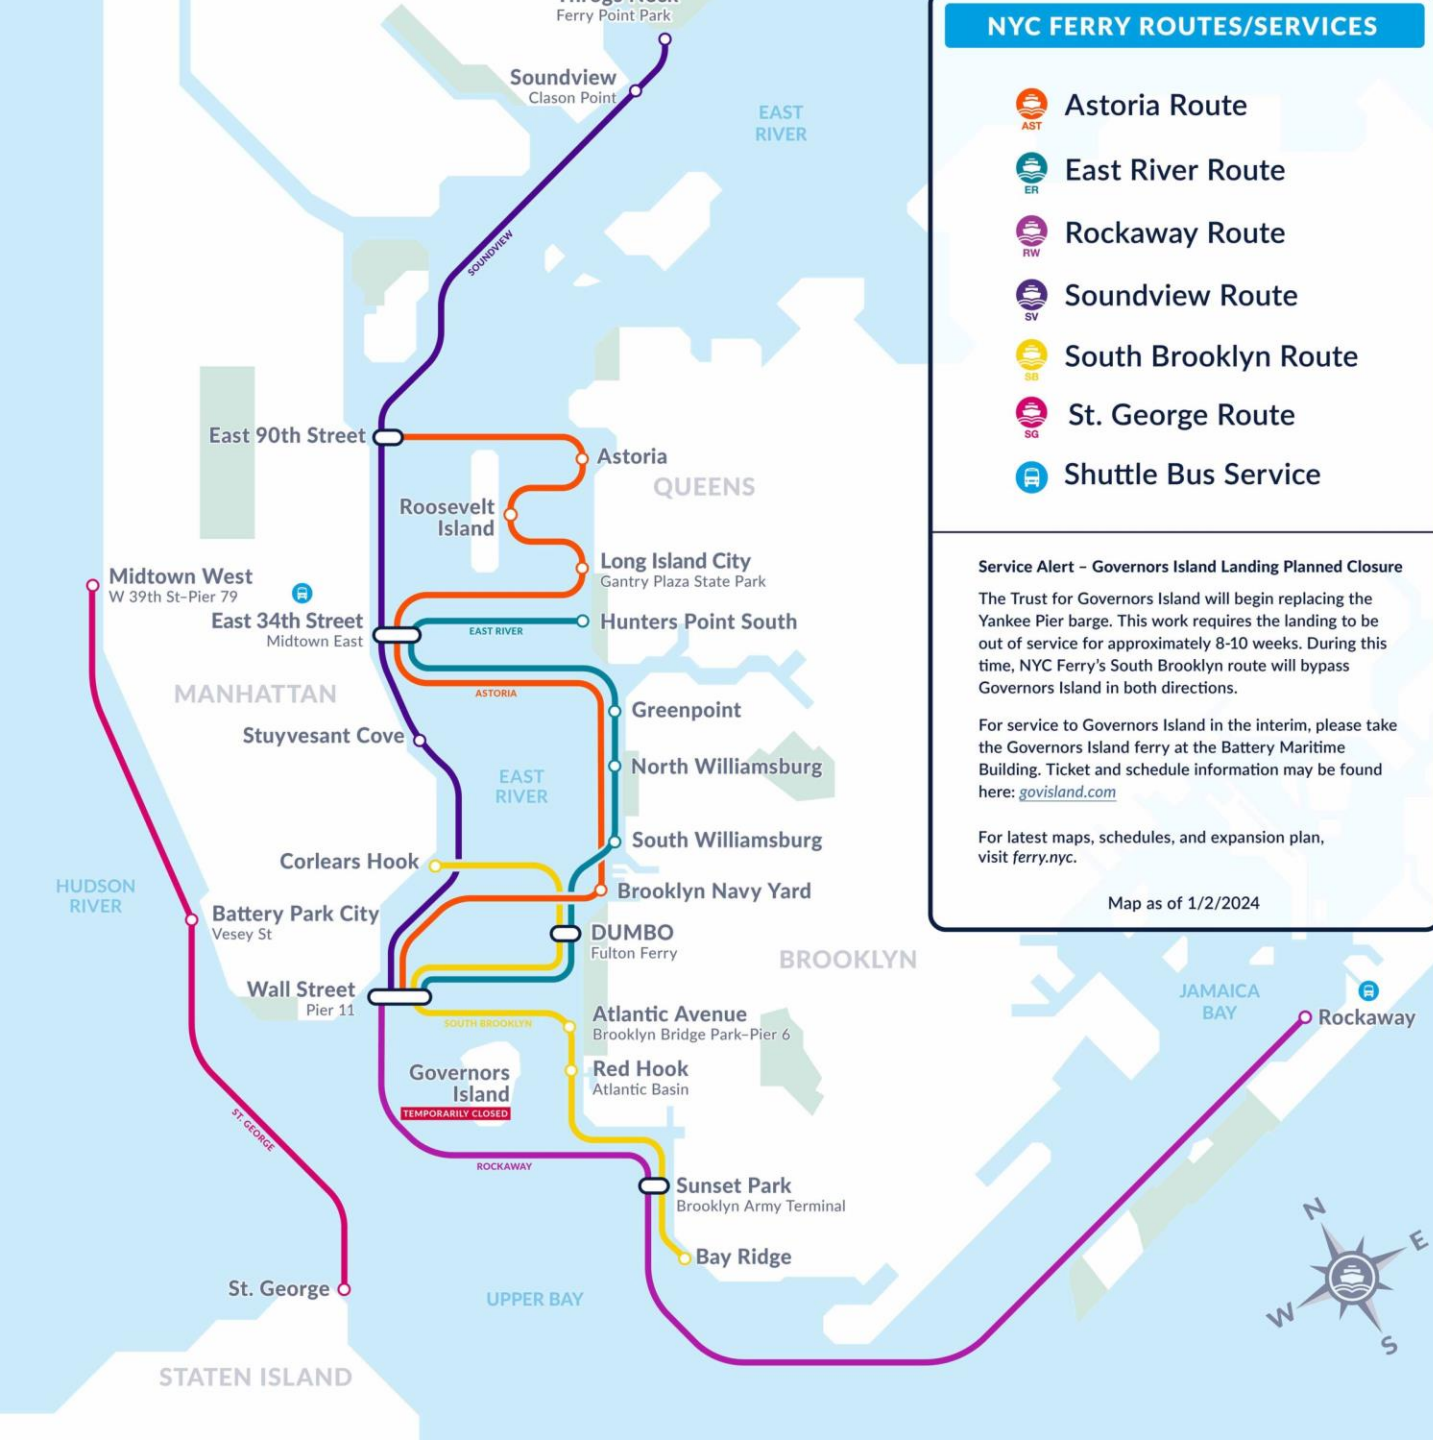 Throgs Neck
Ferry Point Park
Soundview
Clason Point
EAST
RIVER
SOUNDVIEW
East 90th Street
Astoria
QUEENS
Roosevelt
Island
Long Island City
Gantry Plaza State Park
Midtown West
W 39th St–Pier 79
East 34th Street
Midtown East
EAST RIVER
Hunters Point South
MANHATTAN
ASTORIA
Greenpoint
Stuyvesant Cove
EAST
RIVER
North Williamsburg
South Williamsburg
Corlears Hook
HUDSON
RIVER
Brooklyn Navy Yard
Battery Park City
Vesey St
DUMBO
Fulton Ferry
BROOKLYN
Wall Street
Pier 11
SOUTH BROOKLYN
Atlantic Avenue
Brooklyn Bridge Park–Pier 6
Governors
Island
TEMPORARILY CLOSED
Red Hook
Atlantic Basin
ST. GEORGE
ROCKAWAY
Sunset Park
Brooklyn Army Terminal
Bay Ridge
St. George
UPPER BAY
STATEN ISLAND
JAMAICA
BAY
Rockaway
N
E
W
S
NYC FERRY ROUTES/SERVICES
AST
Astoria Route
ER
East River Route
RW
Rockaway Route
SV
Soundview Route
SB
South Brooklyn Route
SG
St. George Route
Shuttle Bus Service
Service Alert – Governors Island Landing Planned Closure
The Trust for Governors Island will begin replacing the
Yankee Pier barge. This work requires the landing to be
out of service for approximately 8-10 weeks. During this
time, NYC Ferry's South Brooklyn route will bypass
Governors Island in both directions.
For service to Governors Island in the interim, please take
the Governors Island ferry at the Battery Maritime
Building. Ticket and schedule information may be found
here: govisland.com
For latest maps, schedules, and expansion plan,
visit ferry.nyc.
Map as of 1/2/2024